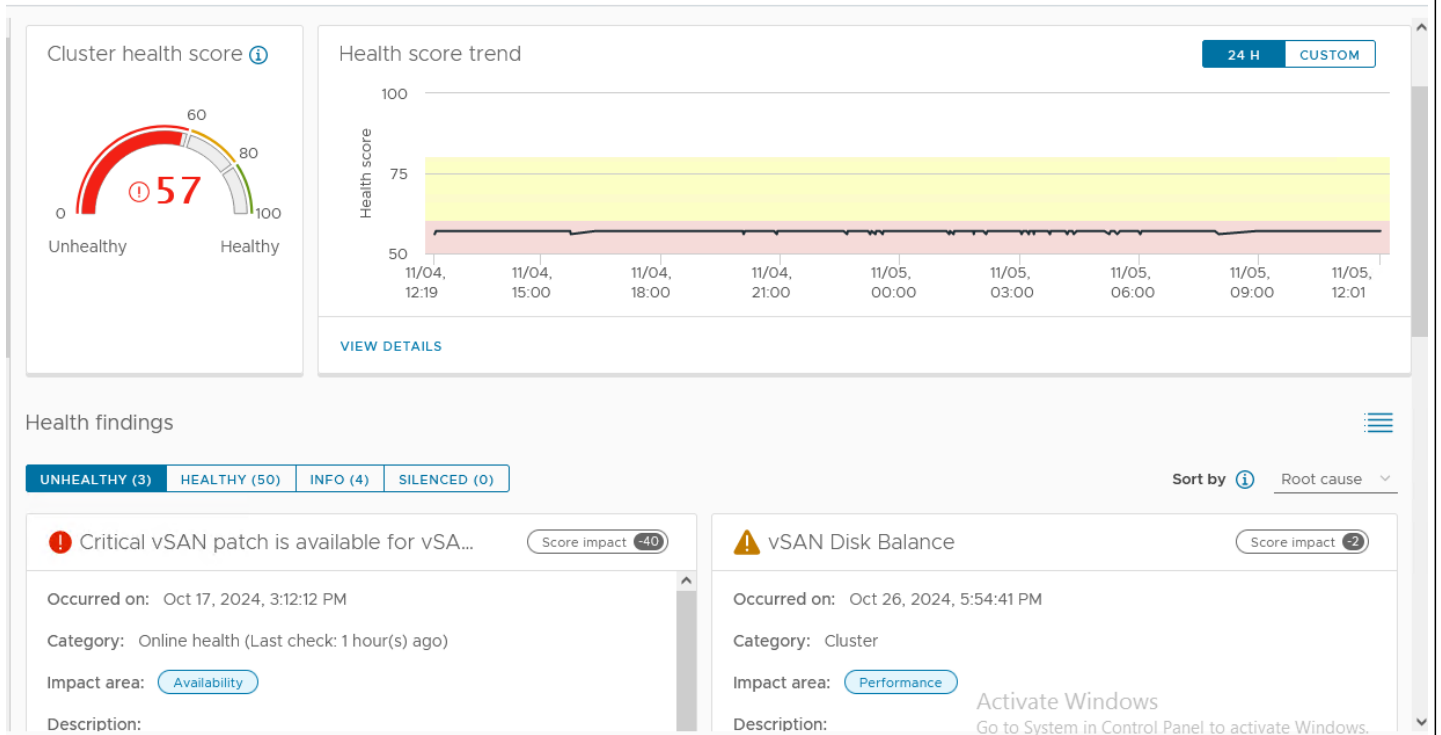 Cluster health score
60
80
57
0
100
Unhealthy Healthy
Health score trend
24 H CUSTOM
100
Health score
75
50
11/04, 11/04, 11/04, 11/04, 11/05, 11/05, 11/05, 11/05, 11/05,
12:19 15:00 18:00 21:00 00:00 03:00 06:00 09:00 12:01
VIEW DETAILS
Health findings
UNHEALTHY (3) HEALTHY (50) INFO (4) SILENCED (0)
Sort by Root cause
Critical vSAN patch is available for vSA... Score impact -40
Occurred on: Oct 17, 2024, 3:12:12 PM
Category: Online health (Last check: 1 hour(s) ago)
Impact area: Availability
Description:
vSAN Disk Balance Score impact -2
Occurred on: Oct 26, 2024, 5:54:41 PM
Category: Cluster
Impact area: Performance
Description:
Activate Windows
Go to System in Control Panel to activate Windows.